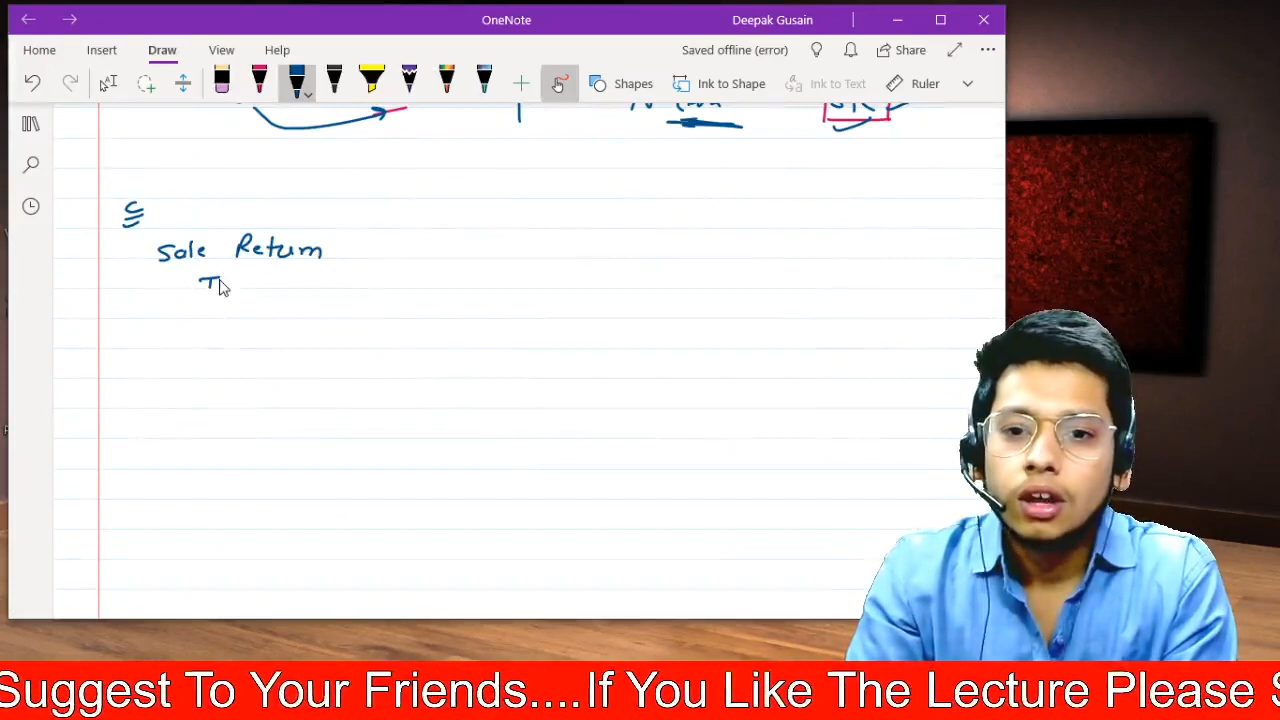 OneNote
Deepak Gusain
Home Insert Draw View Help
Saved offline (error)
Share
Shapes
Ink to Shape
Ink to Text
Ruler
Sale Return
T
Suggest To Your Friends....If You Like The Lecture Please S